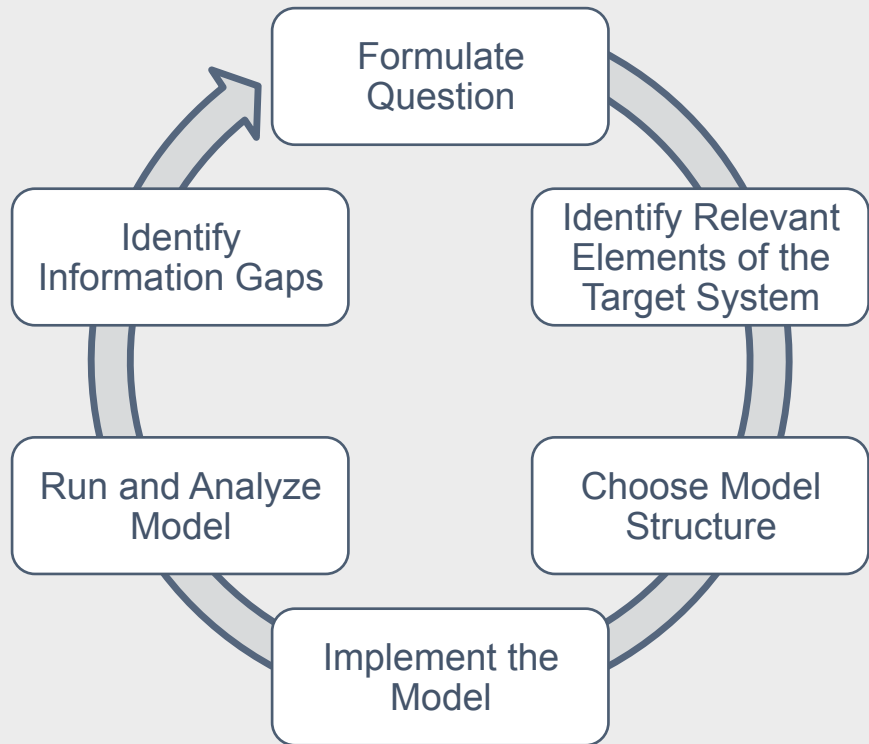 Formulate
Question
Identify Relevant
Elements of the
Target System
Choose Model
Structure
Implement the
Model
Run and Analyze
Model
Identify
Information Gaps